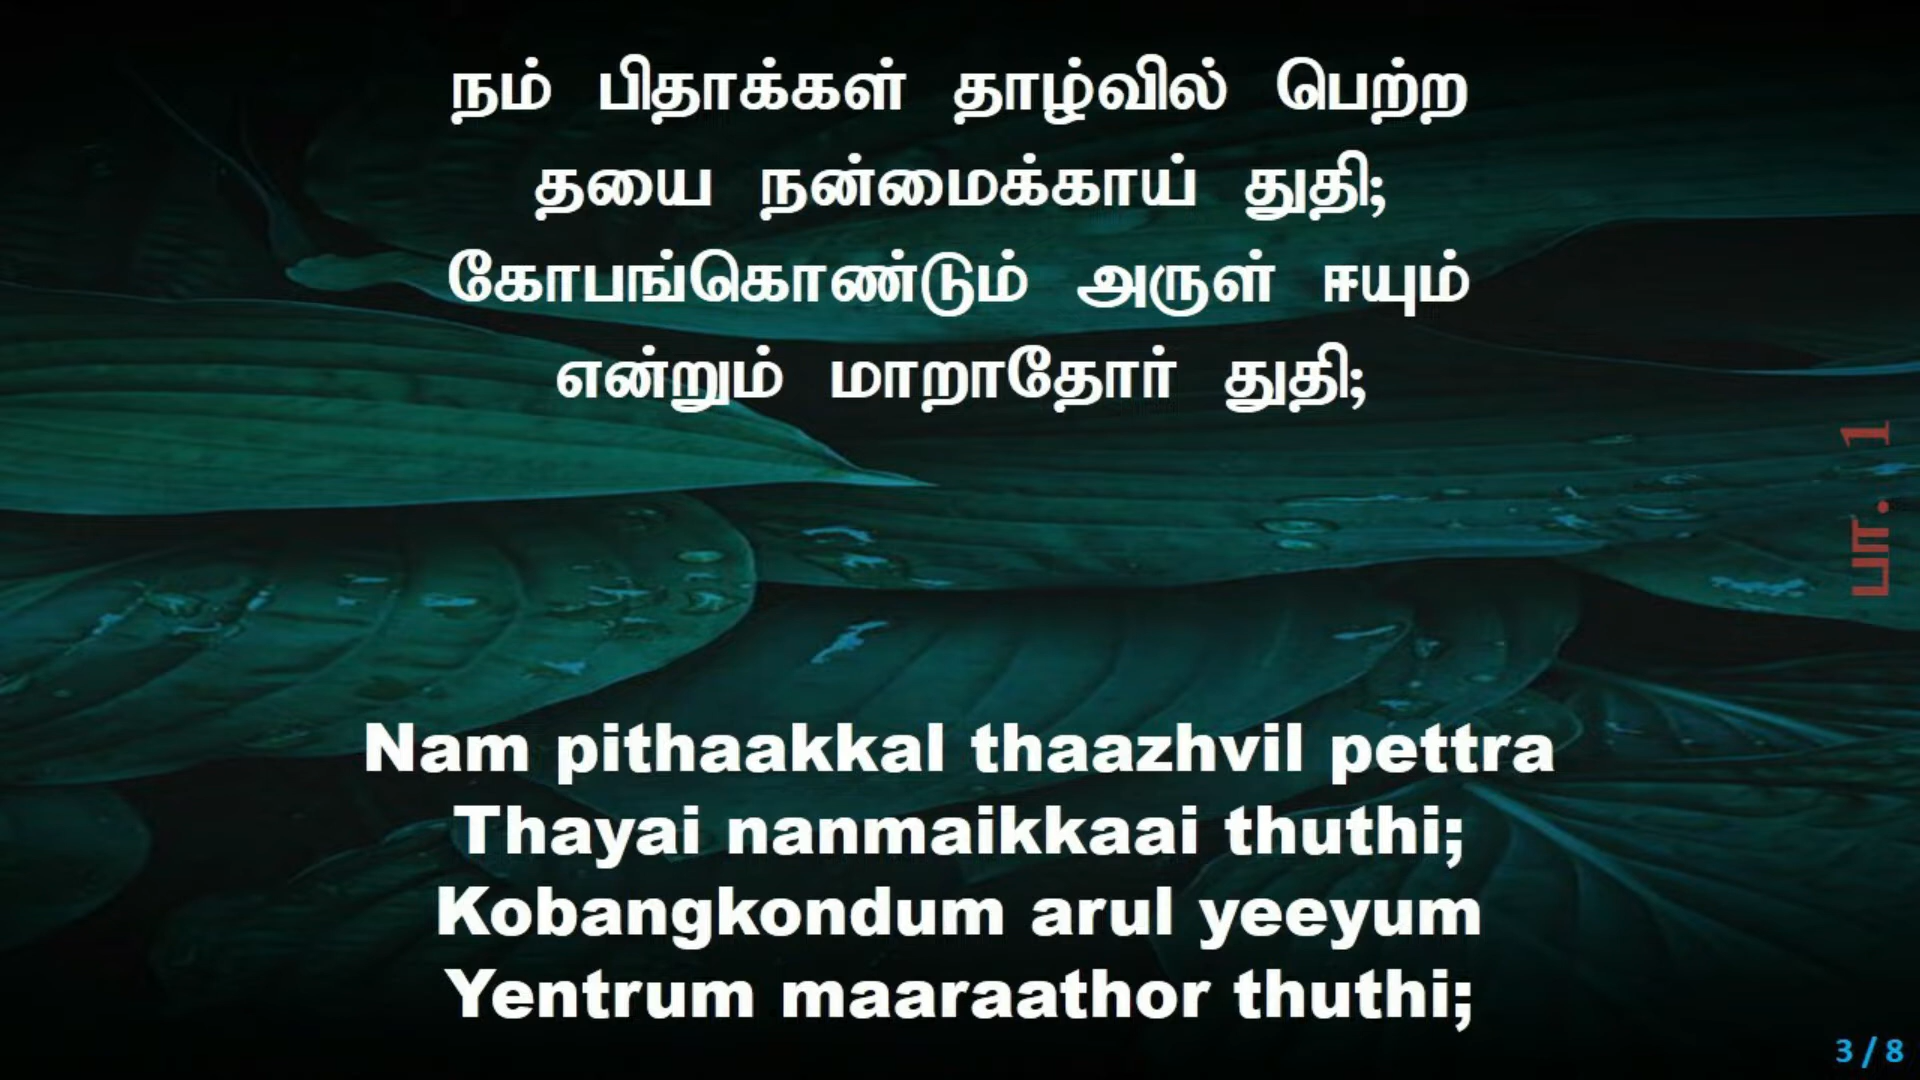 நம் பிதாக்கள் தாழ்வில் பெற்ற
தயை நன்மைக்காய் துதி;
கோபங்கொண்டும் அருள் ஈயும்
என்றும் மாறாதோர் துதி;
பா. 1
Nam pithaakkal thaazhvil pettra
Thayai nanmaikkaai thuthi;
Kobangkondum arul yeeyum
Yentrum maaraathor thuthi;
3 / 8